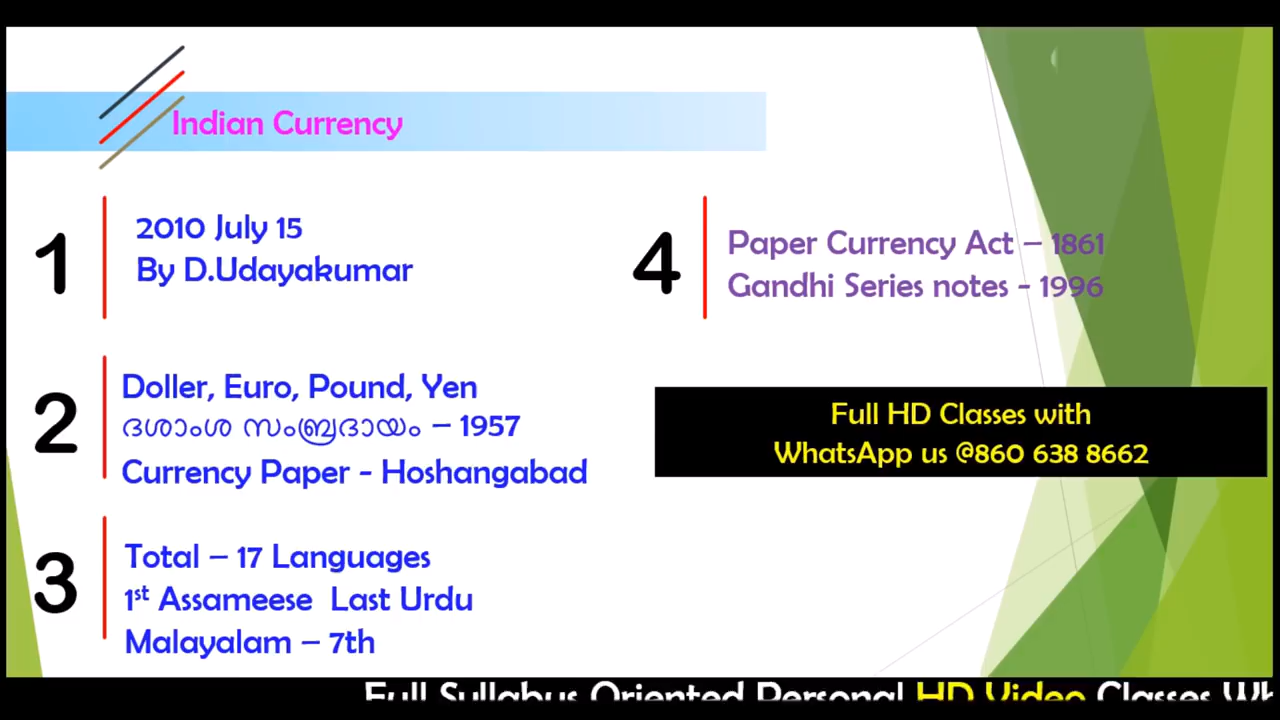 Indian Currency
1
2010 July 15
By D.Udayakumar
2
Doller, Euro, Pound, Yen
ദശാംശ സംബ്രദായം – 1957
Currency Paper - Hoshangabad
3
Total – 17 Languages
1st Assameese Last Urdu
Malayalam – 7th
4
Paper Currency Act – 1861
Gandhi Series notes - 1996
Full HD Classes with
WhatsApp us @860 638 8662
Full Syllabus Oriented Personal HD Video Classes